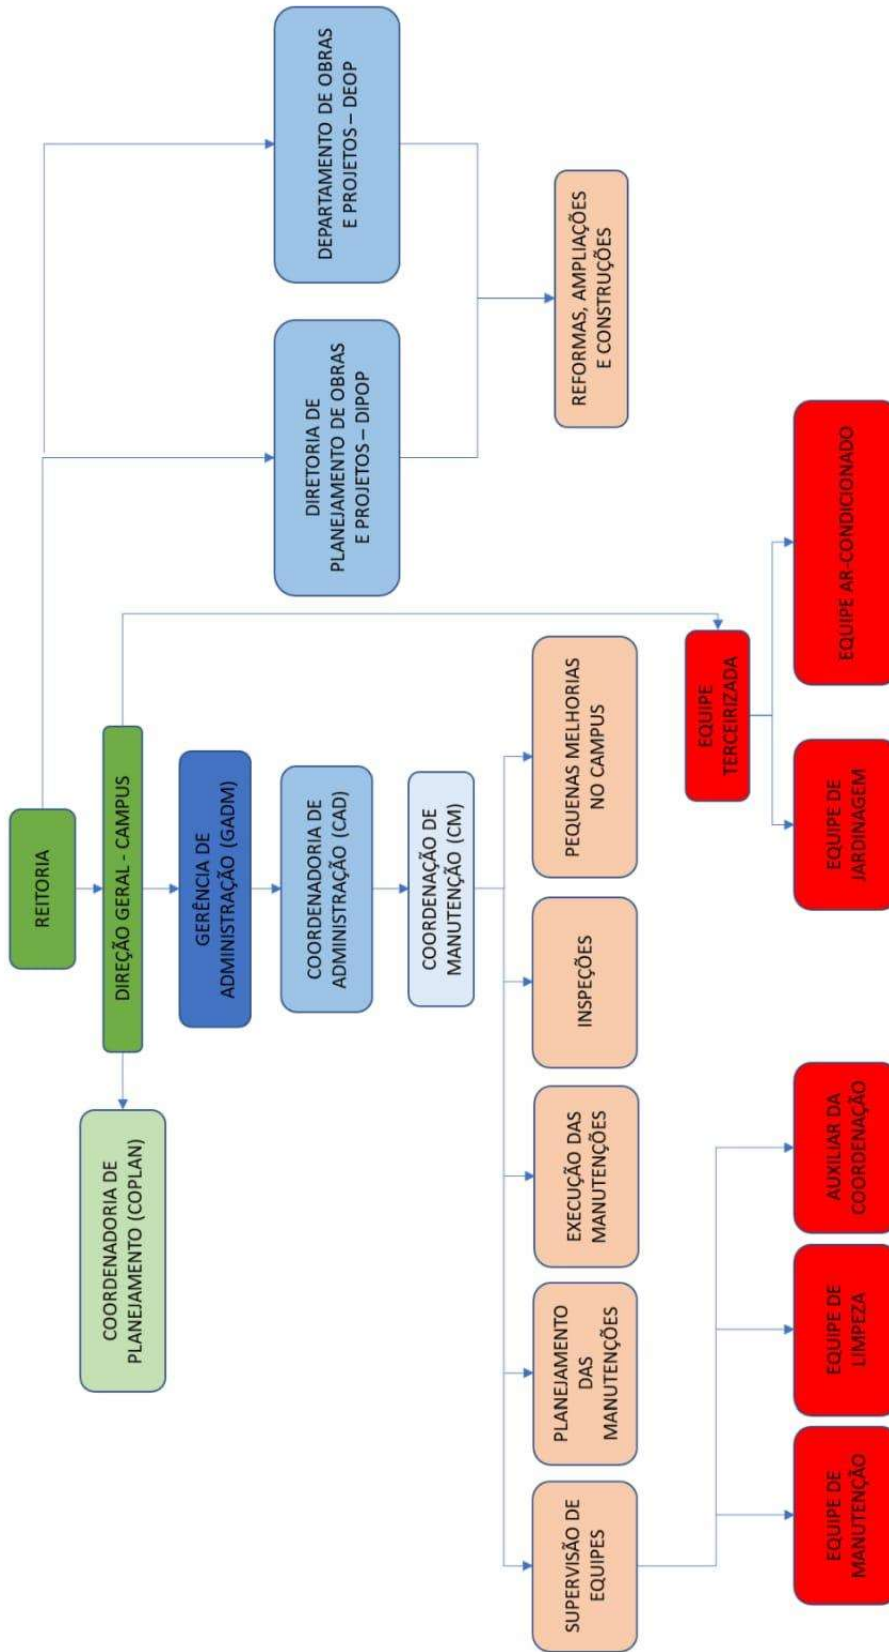 REITORIA
DIREÇÃO GERAL - CAMPUS
COORDENADORIA DE
PLANEJAMENTO (COPLAN)
GERÊNCIA DE
ADMINISTRAÇÃO (GADM)
DIRETORIA DE
PLANEJAMENTO DE OBRAS
E PROJETOS – DIPOP
DEPARTAMENTO DE OBRAS
E PROJETOS – DEOP
COORDENADORIA DE
ADMINISTRAÇÃO (CAD)
COORDENAÇÃO DE
MANUTENÇÃO (CM)
SUPERVISÃO DE
EQUIPES
PLANEJAMENTO
DAS
MANUTENÇÕES
EXECUÇÃO DAS
MANUTENÇÕES
INSPEÇÕES
PEQUENAS MELHORIAS
NO CAMPUS
REFORMAS, AMPLIAÇÕES
E CONSTRUÇÕES
EQUIPE
TERCEIRIZADA
EQUIPE DE
MANUTENÇÃO
EQUIPE DE
LIMPEZA
AUXILIAR DA
COORDENAÇÃO
EQUIPE DE
JARDINAGEM
EQUIPE AR-CONDICIONADO